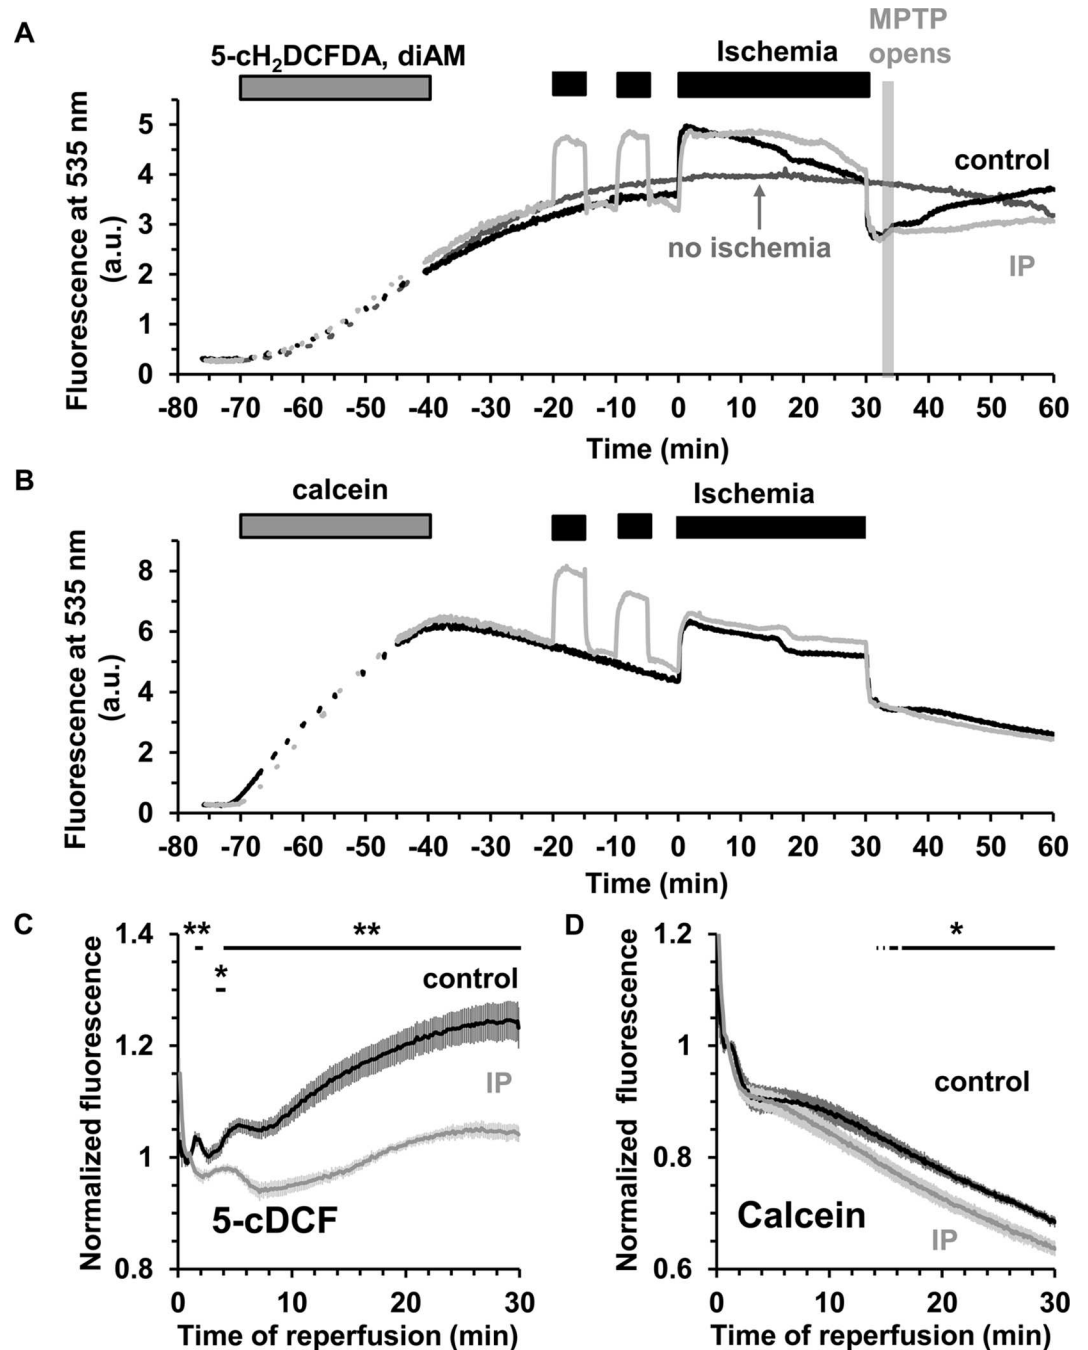 A
MPTP
opens
5-cH₂DCFDA, diAM
Ischemia
Fluorescence at 535 nm
(a.u.)
5
4
3
2
1
0
control
no ischemia
IP
-80 -70 -60 -50 -40 -30 -20 -10 0 10 20 30 40 50 60
Time (min)
B
calcein
Ischemia
Fluorescence at 535 nm
(a.u.)
8
6
4
2
0
-80 -70 -60 -50 -40 -30 -20 -10 0 10 20 30 40 50 60
Time (min)
C
Normalized fluorescence
1.4
1.2
1
0.8
**
**
*
control
IP
5-cDCF
0 10 20 30
Time of reperfusion (min)
D
Normalized fluorescence
1.2
1
0.8
0.6
*
control
Calcein
IP
0 10 20 30
Time of reperfusion (min)